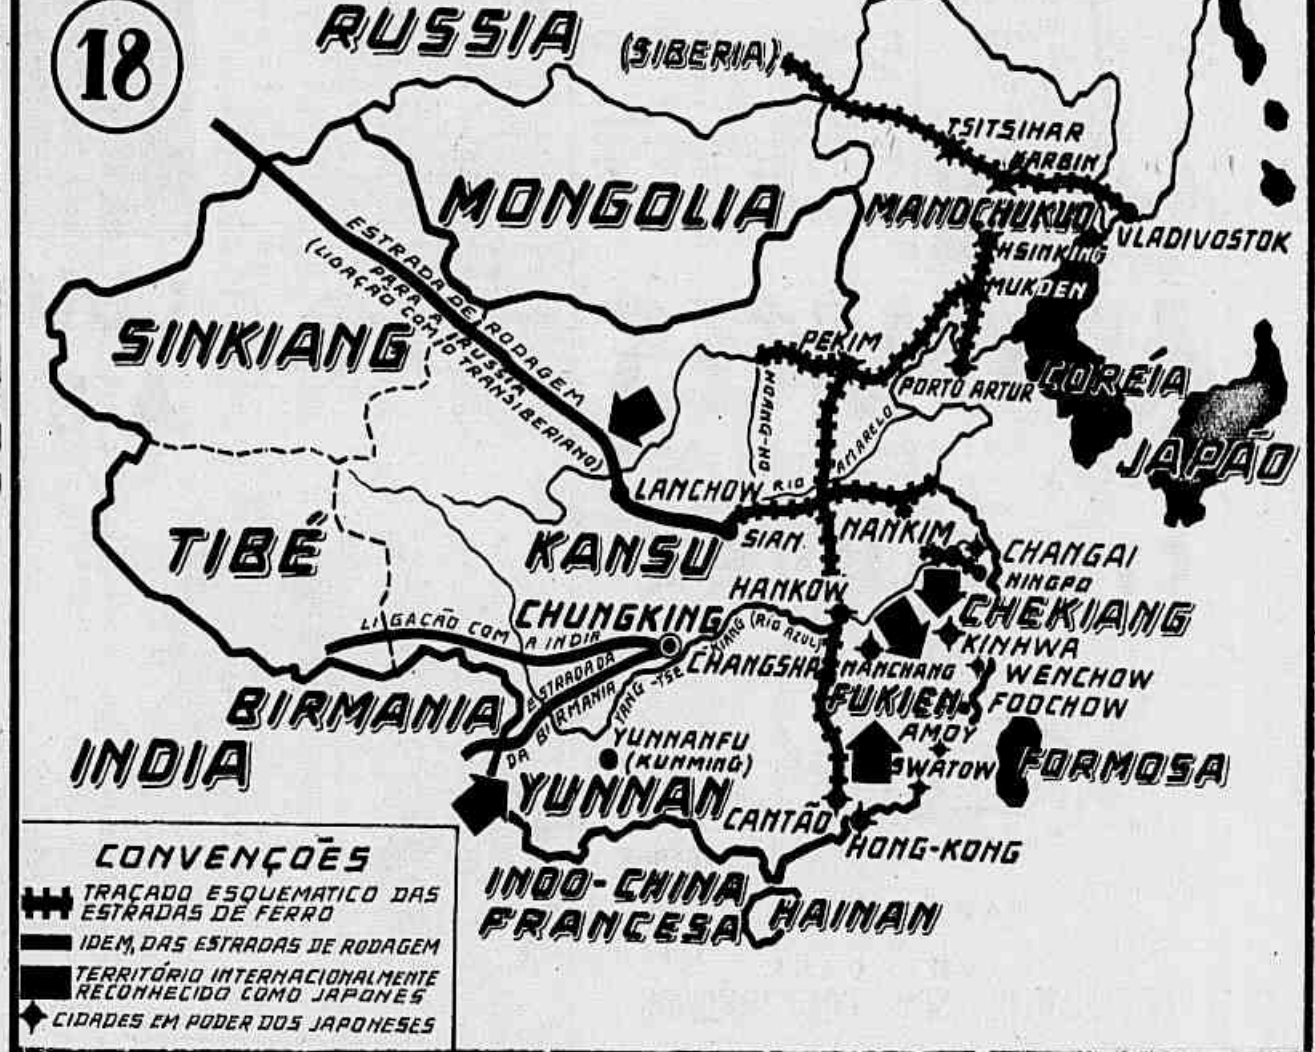 18
RUSSIA
(SIBERIA)
TSITSIHAR
HARBIN
MONGOLIA
MANDCHUKUO
VLADIVOSTOK
HSINKING
MUKDEN
ESTRADA DE RODAGEM
PARA A RUSSIA
(LIGAÇÃO COM O TRANSIBERIANO)
SINKIANG
PEKIM
PORTO ARTUR
CORÉIA
HOANG-HO
RIO AMARELO
JAPÃO
LANCHOW
SIAN
NANKIM
TIBÉ
KANSU
CHANGAI
NINGPO
HANKOW
CHEKIANG
CHUNGKING
KINHWA
LIGACÃO COM A INDIA
YANG-TSE KIANG (RIO AZUL)
CHANGSHA
NANCHANG
WENCHOW
ESTRADA DA
DA BIRMANIA
BIRMANIA
FUKIEN
FOOCHOW
AMOY
INDIA
YUNNANFU
(KUNMING)
SWATOW
FORMOSA
YUNNAN
CANTÃO
HONG-KONG
INDO-CHINA
FRANCESA
HAINAN
CONVENÇÕES
TRAÇADO ESQUEMATICO DAS
ESTRADAS DE FERRO
IDEM, DAS ESTRADAS DE RODAGEM
TERRITÓRIO INTERNACIONALMENTE
RECONHECIDO COMO JAPONÊS
CIDADES EM PODER DOS JAPONESES